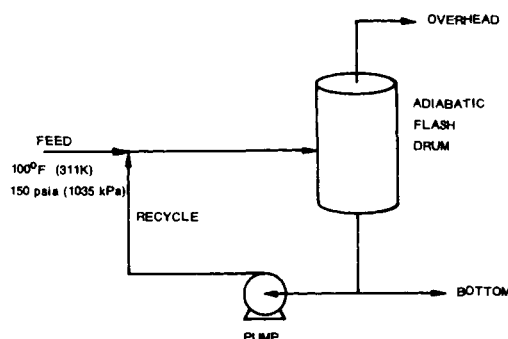 OVERHEAD
ADIABATIC
FLASH
DRUM
FEED
100°F (311K)
150 psia (1035 kPa)
RECYCLE
BOTTOM
PUMP